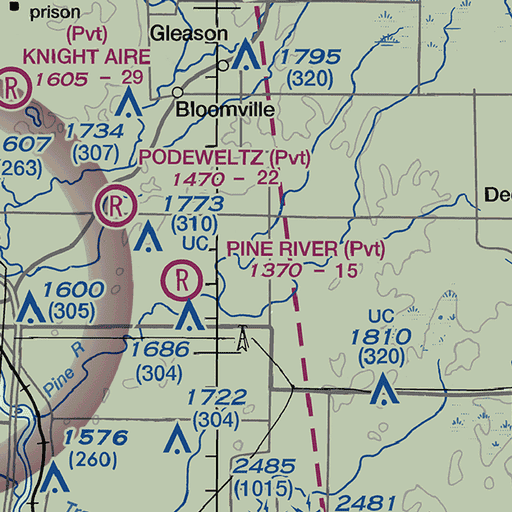 prison
(Pvt)
KNIGHT AIRE
1605 - 29
R
Gleason
1795
(320)
Bloomville
607
(263)
1734
(307)
PODEWELTZ (Pvt)
1470 - 22
R
1773
(310)
UC
De
PINE RIVER (Pvt)
1370 - 15
R
1600
(305)
UC
1810
(320)
1686
(304)
Pine R
1722
(304)
1576
(260)
2485
(1015)
2481